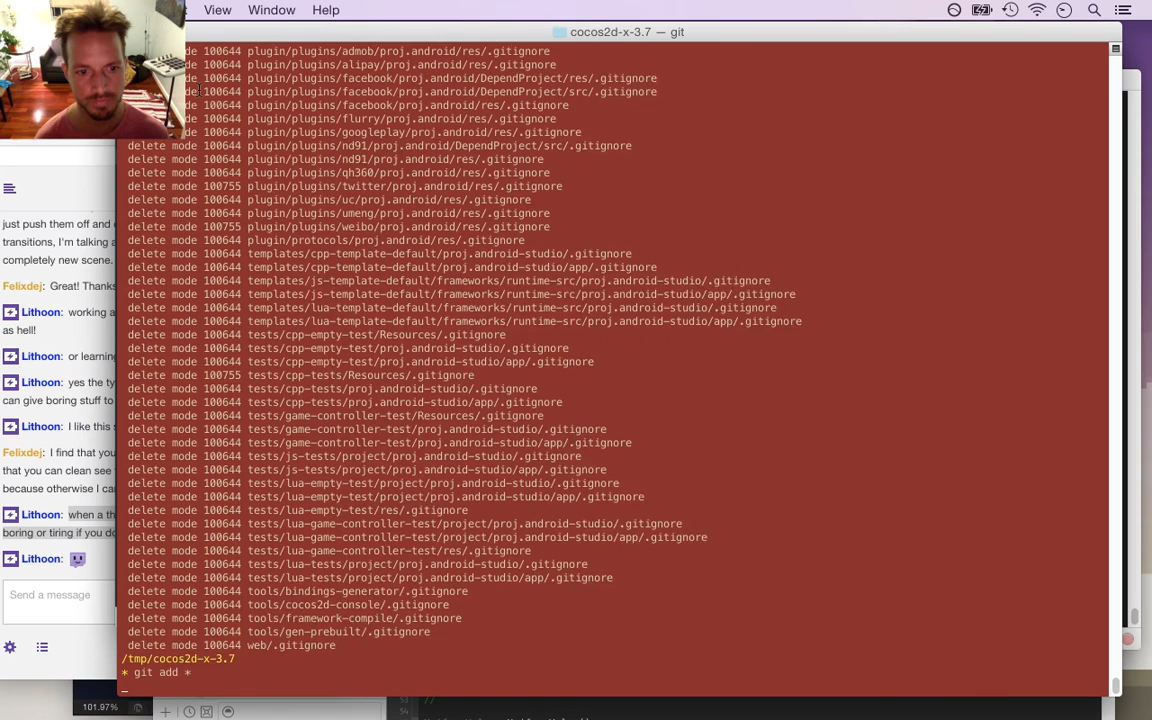 View Window Help
cocos2d-x-3.7 — git
de 100644 plugin/plugins/admob/proj.android/res/.gitignore
de 100644 plugin/plugins/alipay/proj.android/res/.gitignore
de 100644 plugin/plugins/facebook/proj.android/DependProject/res/.gitignore
de 100644 plugin/plugins/facebook/proj.android/DependProject/src/.gitignore
de 100644 plugin/plugins/facebook/proj.android/res/.gitignore
de 100644 plugin/plugins/flurry/proj.android/res/.gitignore
de 100644 plugin/plugins/googleplay/proj.android/res/.gitignore
delete mode 100644 plugin/plugins/nd91/proj.android/DependProject/src/.gitignore
delete mode 100644 plugin/plugins/nd91/proj.android/res/.gitignore
delete mode 100644 plugin/plugins/qh360/proj.android/res/.gitignore
delete mode 100755 plugin/plugins/twitter/proj.android/res/.gitignore
delete mode 100644 plugin/plugins/uc/proj.android/res/.gitignore
delete mode 100644 plugin/plugins/umeng/proj.android/res/.gitignore
delete mode 100755 plugin/plugins/weibo/proj.android/res/.gitignore
delete mode 100644 plugin/protocols/proj.android/res/.gitignore
delete mode 100644 templates/cpp-template-default/proj.android-studio/.gitignore
delete mode 100644 templates/cpp-template-default/proj.android-studio/app/.gitignore
delete mode 100644 templates/js-template-default/frameworks/runtime-src/proj.android-studio/.gitignore
delete mode 100644 templates/js-template-default/frameworks/runtime-src/proj.android-studio/app/.gitignore
delete mode 100644 templates/lua-template-default/frameworks/runtime-src/proj.android-studio/.gitignore
delete mode 100644 templates/lua-template-default/frameworks/runtime-src/proj.android-studio/app/.gitignore
delete mode 100644 tests/cpp-empty-test/Resources/.gitignore
delete mode 100644 tests/cpp-empty-test/proj.android-studio/.gitignore
delete mode 100644 tests/cpp-empty-test/proj.android-studio/app/.gitignore
delete mode 100755 tests/cpp-tests/Resources/.gitignore
delete mode 100644 tests/cpp-tests/proj.android-studio/.gitignore
delete mode 100644 tests/cpp-tests/proj.android-studio/app/.gitignore
delete mode 100644 tests/game-controller-test/Resources/.gitignore
delete mode 100644 tests/game-controller-test/proj.android-studio/.gitignore
delete mode 100644 tests/game-controller-test/proj.android-studio/app/.gitignore
delete mode 100644 tests/js-tests/project/proj.android-studio/.gitignore
delete mode 100644 tests/js-tests/project/proj.android-studio/app/.gitignore
delete mode 100644 tests/lua-empty-test/project/proj.android-studio/.gitignore
delete mode 100644 tests/lua-empty-test/project/proj.android-studio/app/.gitignore
delete mode 100644 tests/lua-empty-test/res/.gitignore
delete mode 100644 tests/lua-game-controller-test/project/proj.android-studio/.gitignore
delete mode 100644 tests/lua-game-controller-test/project/proj.android-studio/app/.gitignore
delete mode 100644 tests/lua-game-controller-test/res/.gitignore
delete mode 100644 tests/lua-tests/project/proj.android-studio/.gitignore
delete mode 100644 tests/lua-tests/project/proj.android-studio/app/.gitignore
delete mode 100644 tools/bindings-generator/.gitignore
delete mode 100644 tools/cocos2d-console/.gitignore
delete mode 100644 tools/framework-compile/.gitignore
delete mode 100644 tools/gen-prebuilt/.gitignore
delete mode 100644 web/.gitignore
/tmp/cocos2d-x-3.7
* git add *
_
just push them off and
transitions, I'm talking a
completely new scene.
Felixdej: Great! Thanks
Lithoon: working a
as hell!
Lithoon: or learning
Lithoon: yes the ty
can give boring stuff to
Lithoon: I like this s
Felixdej: I find that you
that you can clean see
because otherwise I ca
Lithoon: when a th
boring or tiring if you do
Lithoon:
Send a message
101.97%
54